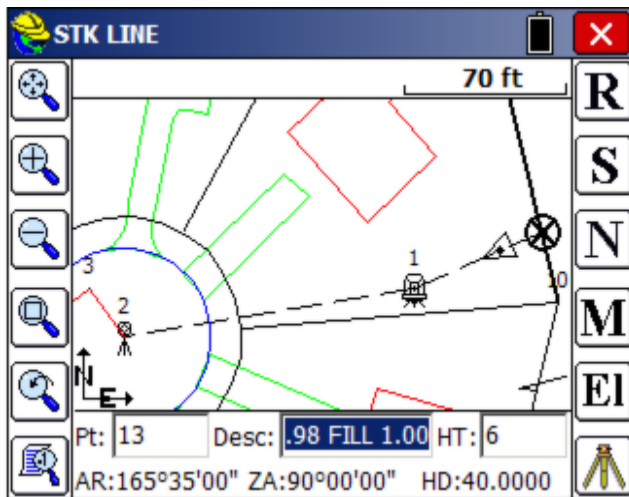 STK LINE
70 ft
R
S
N
M
El
3
2
1
10
N
E
Pt: 13 Desc: .98 FILL 1.00 HT: 6
AR:165°35'00" ZA:90°00'00" HD:40.0000